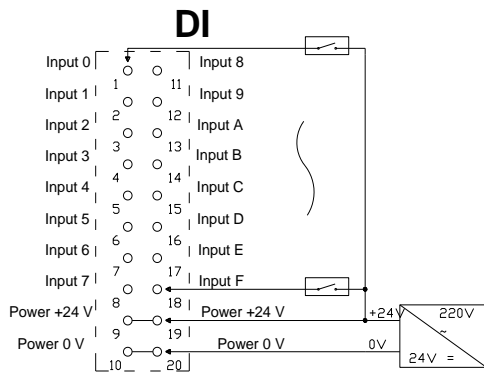 DI
Input 0 Input 8
1 11
Input 1 Input 9
2 12
Input 2 Input A
3 13
Input 3 Input B
4 14
Input 4 Input C
5 15
Input 5 Input D
6 16
Input 6 Input E
7 17
Input 7 Input F
8 18
Power +24 V Power +24 V +24V 220V
9 19 ~
Power 0 V Power 0 V 0V
10 20 24V =